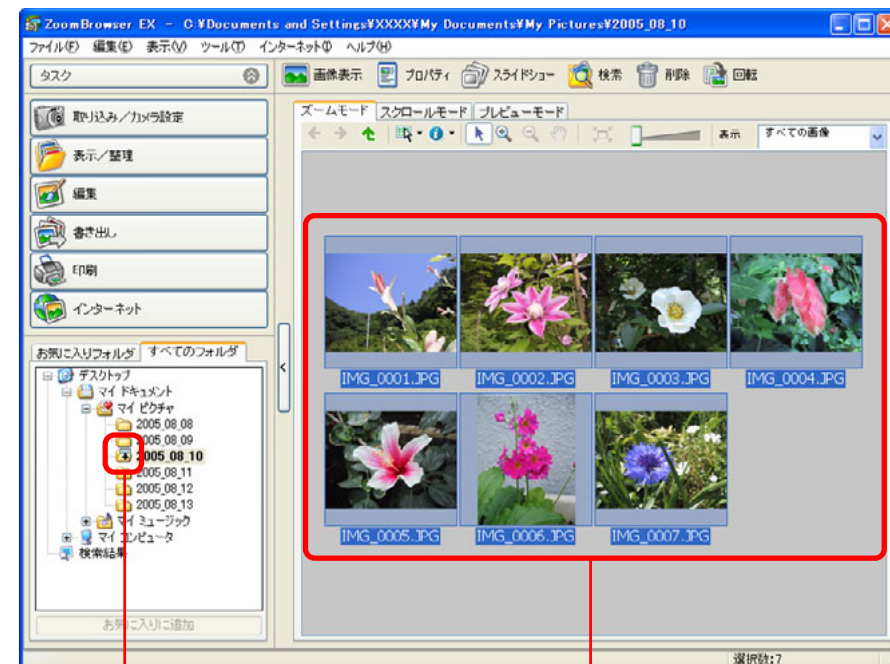 ZoomBrowser EX - C:¥Documents and Settings¥XXXX¥My Documents¥My Pictures¥2005_08_10
ファイル(F) 編集(E) 表示(V) ツール(T) インターネット(I) ヘルプ(H)
タスク
画像表示 プロパティ スライドショー 検索 削除 回転
取り込み／カメラ設定
表示／整理
編集
書き出し
印刷
インターネット
ズームモード スクロールモード プレビューモード
表示 すべての画像
IMG_0001.JPG IMG_0002.JPG IMG_0003.JPG IMG_0004.JPG
IMG_0005.JPG IMG_0006.JPG IMG_0007.JPG
お気に入りフォルダ すべてのフォルダ
デスクトップ
マイ ドキュメント
マイ ピクチャ
2005_08_08
2005_08_09
2005_08_10
2005_08_11
2005_08_12
2005_08_13
マイ ミュージック
マイ コンピュータ
検索結果
お気に入りに追加
選択数:7